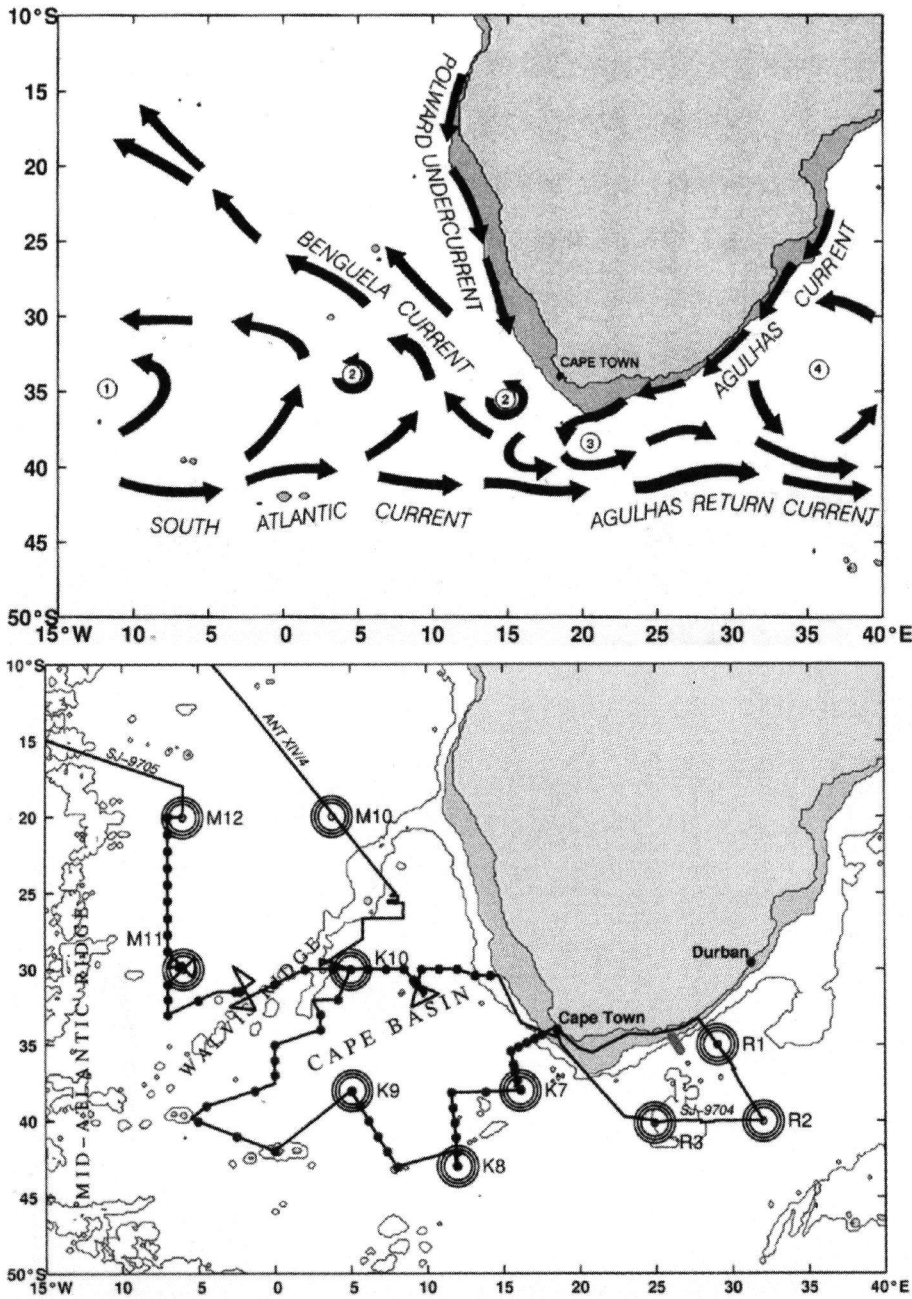 10°S
15
20
25
30
35
40
45
50°S
15°W
10
5
0
5
10
15
20
25
30
35
40°E
POLWARD UNDERCURRENT
BENGUELA CURRENT
AGULHAS CURRENT
CAPE TOWN
1
2
2
3
4
SOUTH ATLANTIC CURRENT
AGULHAS RETURN CURRENT
10°S
15
20
25
30
35
40
45
50°S
15°W
10
5
0
5
10
15
20
25
30
35
40°E
ANT XIV/4
SJ-9705
M12
M10
M11
K10
MID-ATLANTIC RIDGE
WALVIS RIDGE
CAPE BASIN
Durban
Cape Town
R1
K9
K7
SJ-9704
R2
R3
K8